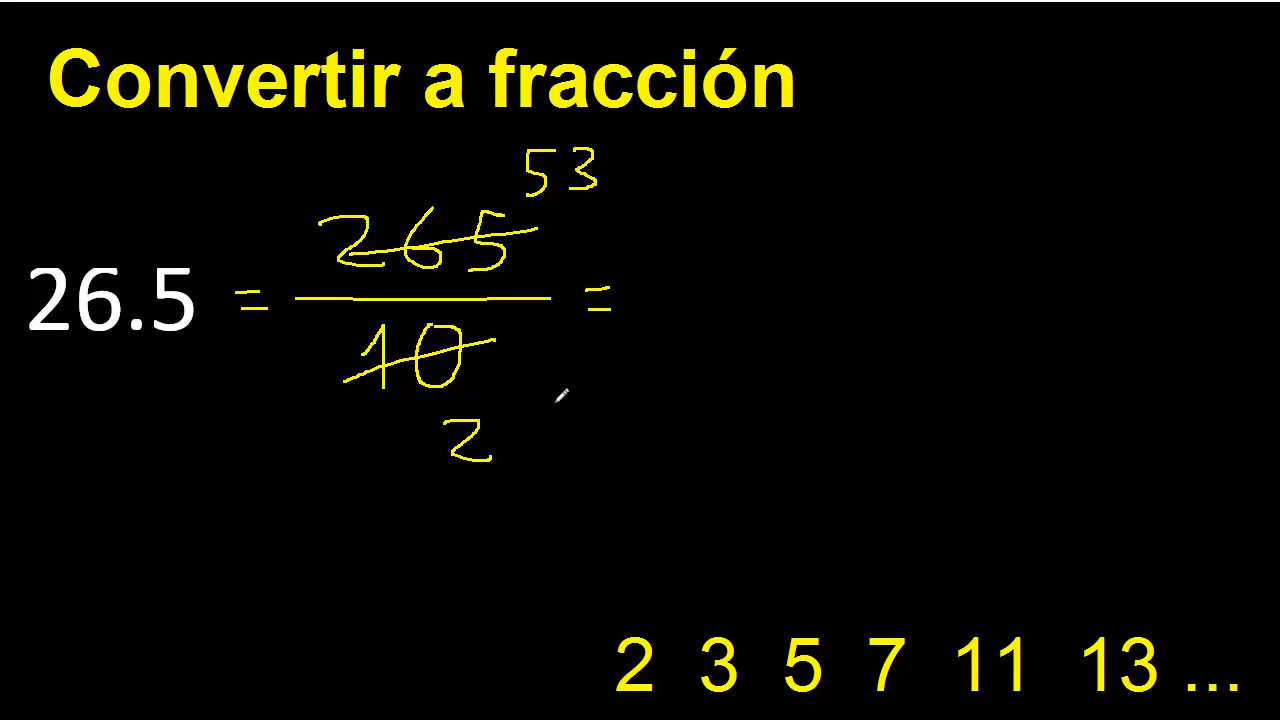 Convertir a fracción
53
265
26.5 = =
10
2
2 3 5 7 11 13 ...